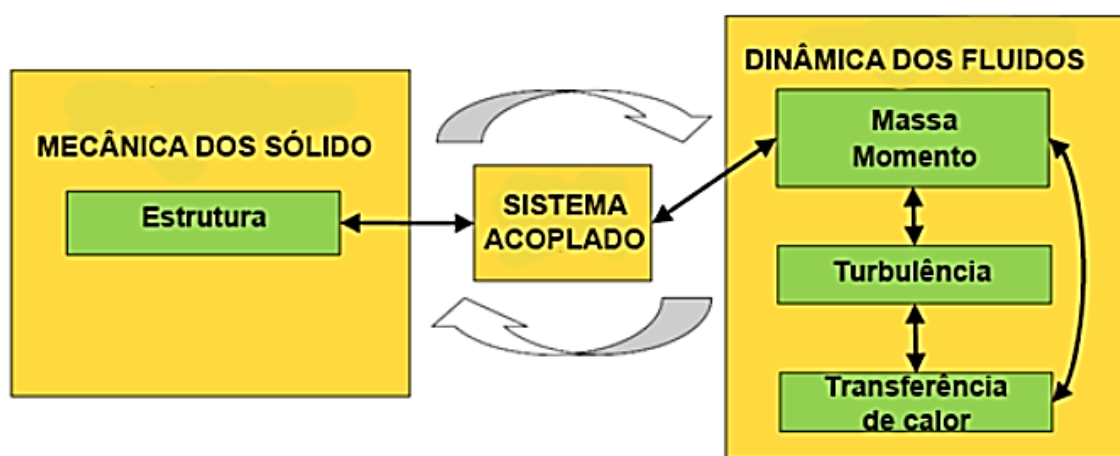 MECÂNICA DOS SÓLIDO
Estrutura
SISTEMA
ACOPLADO
DINÂMICA DOS FLUIDOS
Massa
Momento
Turbulência
Transferência
de calor